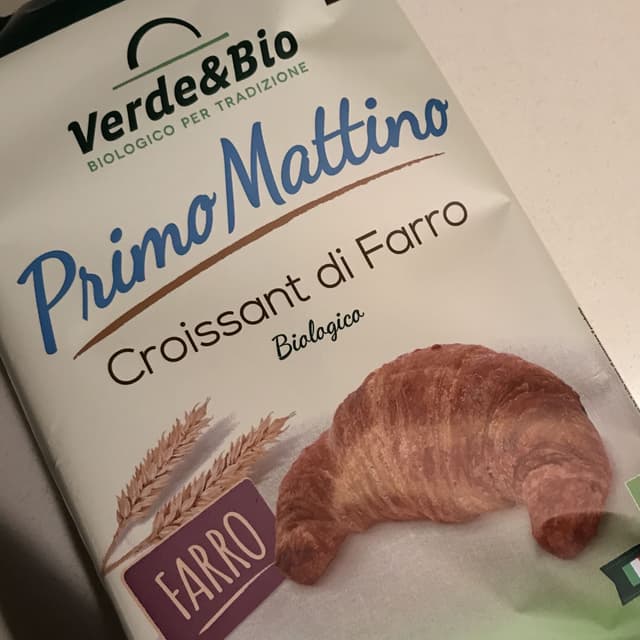 Verde&Bio
BIOLOGICO PER TRADIZIONE
Primo Mattino
Croissant di Farro
Biologico
FARRO